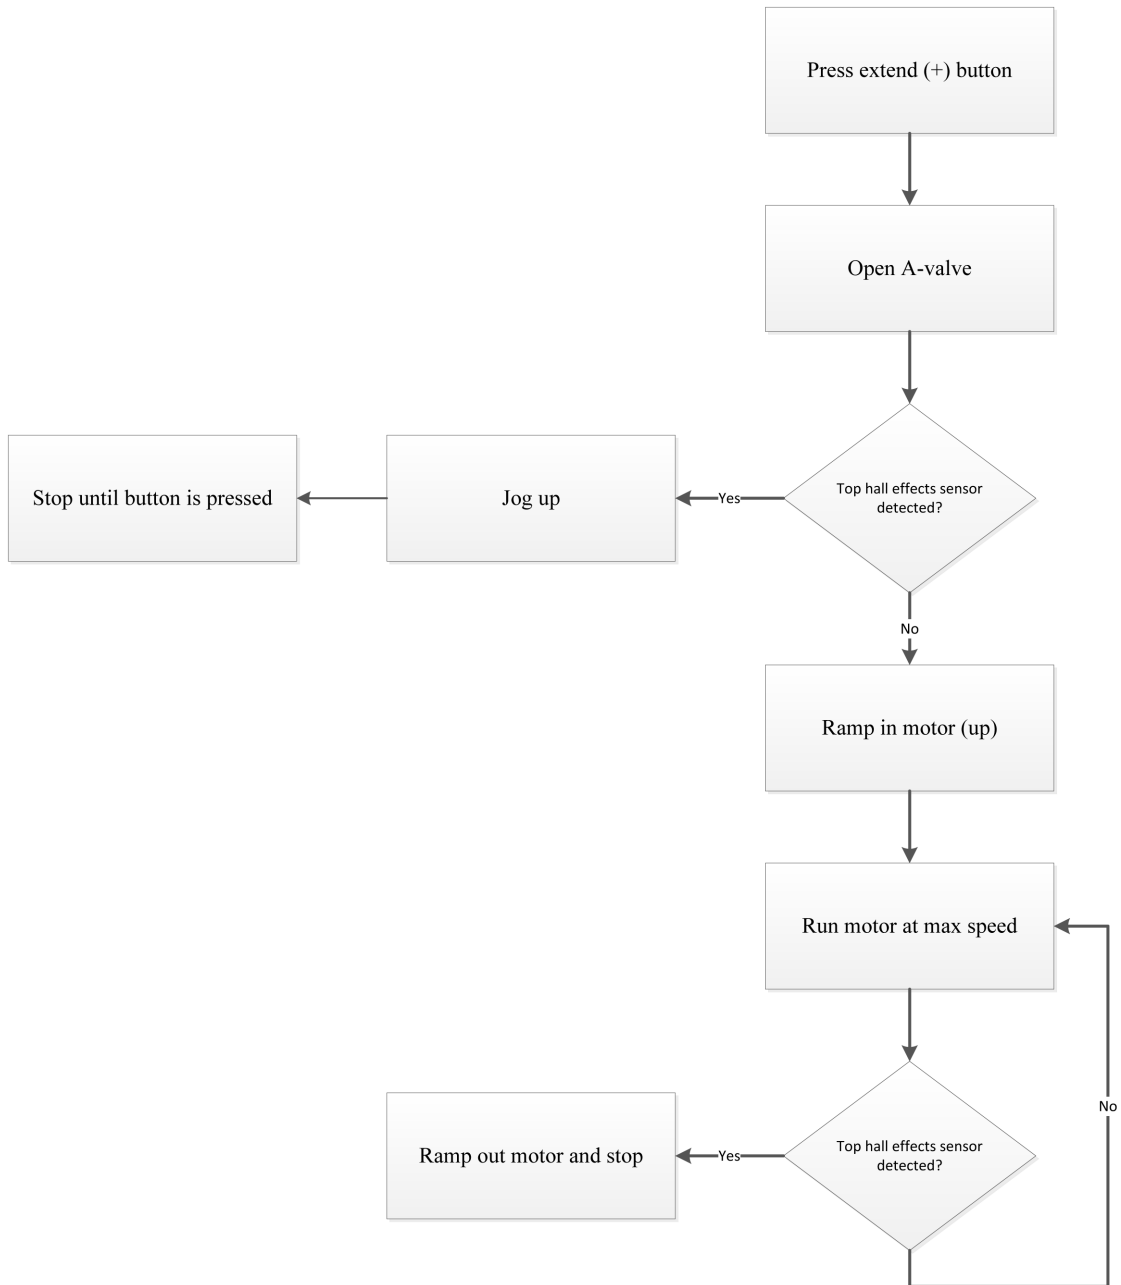 Press extend (+) button
Open A-valve
Stop until button is pressed
Jog up
Yes
Top hall effects sensor
detected?
No
Ramp in motor (up)
Run motor at max speed
No
Ramp out motor and stop
Yes
Top hall effects sensor
detected?